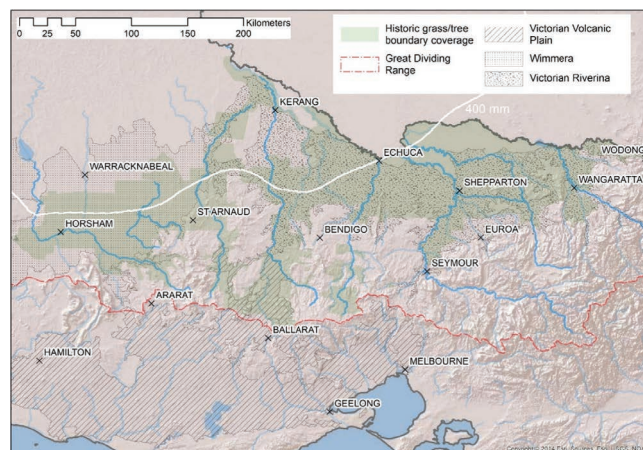 Kilometers
0 25 50 100 150 200
Historic grass/tree
boundary coverage
Great Dividing
Range
Victorian Volcanic
Plain
Wimmera
Victorian Riverina
KERANG
400 mm
ECHUCA
WODONG
WARRACKNABEAL
SHEPPARTON
WANGARATTA
ST ARNAUD
HORSHAM
BENDIGO
EUROA
SEYMOUR
ARARAT
BALLARAT
HAMILTON
MELBOURNE
GEELONG